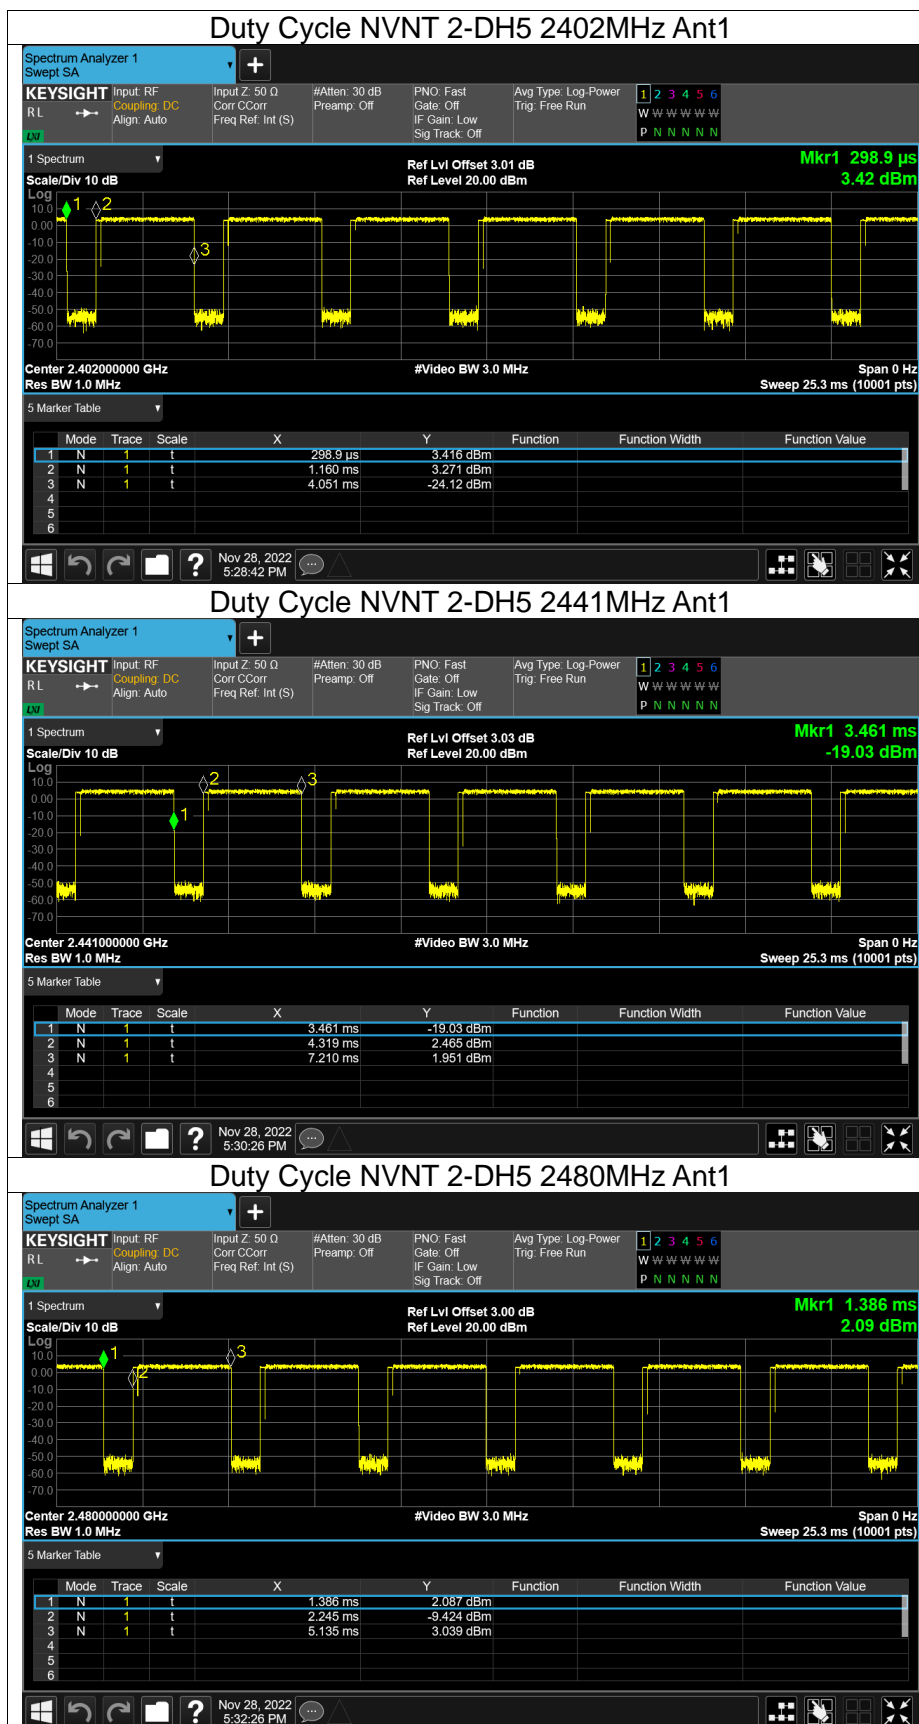 Duty Cycle NVNT 2-DH5 2402MHz Ant1
Spectrum Analyzer 1
Swept SA
+
KEYSIGHT Input: RF Input Z: 50 Ω #Atten: 30 dB PNO: Fast Avg Type: Log-Power 1 2 3 4 5 6
R L Coupling: DC Corr CCorr Preamp: Off Gate: Off Trig: Free Run
Align: Auto Freq Ref: Int (S) IF Gain: Low W W W W W W
LXI Sig Track: Off P N N N N N
1 Spectrum Ref Lvl Offset 3.01 dB Mkr1 298.9 µs
Scale/Div 10 dB Ref Level 20.00 dBm 3.42 dBm
Log
10.0 1 2
0.00
-10.0 3
-20.0
-30.0
-40.0
-50.0
-60.0
-70.0
Center 2.402000000 GHz #Video BW 3.0 MHz Span 0 Hz
Res BW 1.0 MHz Sweep 25.3 ms (10001 pts)
5 Marker Table
Mode Trace Scale X Y Function Function Width Function Value
1 N 1 t 298.9 µs 3.416 dBm
2 N 1 t 1.160 ms 3.271 dBm
3 N 1 t 4.051 ms -24.12 dBm
4
5
6
? Nov 28, 2022
5:28:42 PM
Duty Cycle NVNT 2-DH5 2441MHz Ant1
Spectrum Analyzer 1
Swept SA
+
KEYSIGHT Input: RF Input Z: 50 Ω #Atten: 30 dB PNO: Fast Avg Type: Log-Power 1 2 3 4 5 6
R L Coupling: DC Corr CCorr Preamp: Off Gate: Off Trig: Free Run
Align: Auto Freq Ref: Int (S) IF Gain: Low W W W W W W
LXI Sig Track: Off P N N N N N
1 Spectrum Ref Lvl Offset 3.03 dB Mkr1 3.461 ms
Scale/Div 10 dB Ref Level 20.00 dBm -19.03 dBm
Log
10.0 2 3
0.00
-10.0 1
-20.0
-30.0
-40.0
-50.0
-60.0
-70.0
Center 2.441000000 GHz #Video BW 3.0 MHz Span 0 Hz
Res BW 1.0 MHz Sweep 25.3 ms (10001 pts)
5 Marker Table
Mode Trace Scale X Y Function Function Width Function Value
1 N 1 t 3.461 ms -19.03 dBm
2 N 1 t 4.319 ms 2.465 dBm
3 N 1 t 7.210 ms 1.951 dBm
4
5
6
? Nov 28, 2022
5:30:26 PM
Duty Cycle NVNT 2-DH5 2480MHz Ant1
Spectrum Analyzer 1
Swept SA
+
KEYSIGHT Input: RF Input Z: 50 Ω #Atten: 30 dB PNO: Fast Avg Type: Log-Power 1 2 3 4 5 6
R L Coupling: DC Corr CCorr Preamp: Off Gate: Off Trig: Free Run
Align: Auto Freq Ref: Int (S) IF Gain: Low W W W W W W
LXI Sig Track: Off P N N N N N
1 Spectrum Ref Lvl Offset 3.00 dB Mkr1 1.386 ms
Scale/Div 10 dB Ref Level 20.00 dBm 2.09 dBm
Log
10.0 1 3
0.00 2
-10.0
-20.0
-30.0
-40.0
-50.0
-60.0
-70.0
Center 2.480000000 GHz #Video BW 3.0 MHz Span 0 Hz
Res BW 1.0 MHz Sweep 25.3 ms (10001 pts)
5 Marker Table
Mode Trace Scale X Y Function Function Width Function Value
1 N 1 t 1.386 ms 2.087 dBm
2 N 1 t 2.245 ms -9.424 dBm
3 N 1 t 5.135 ms 3.039 dBm
4
5
6
? Nov 28, 2022
5:32:26 PM